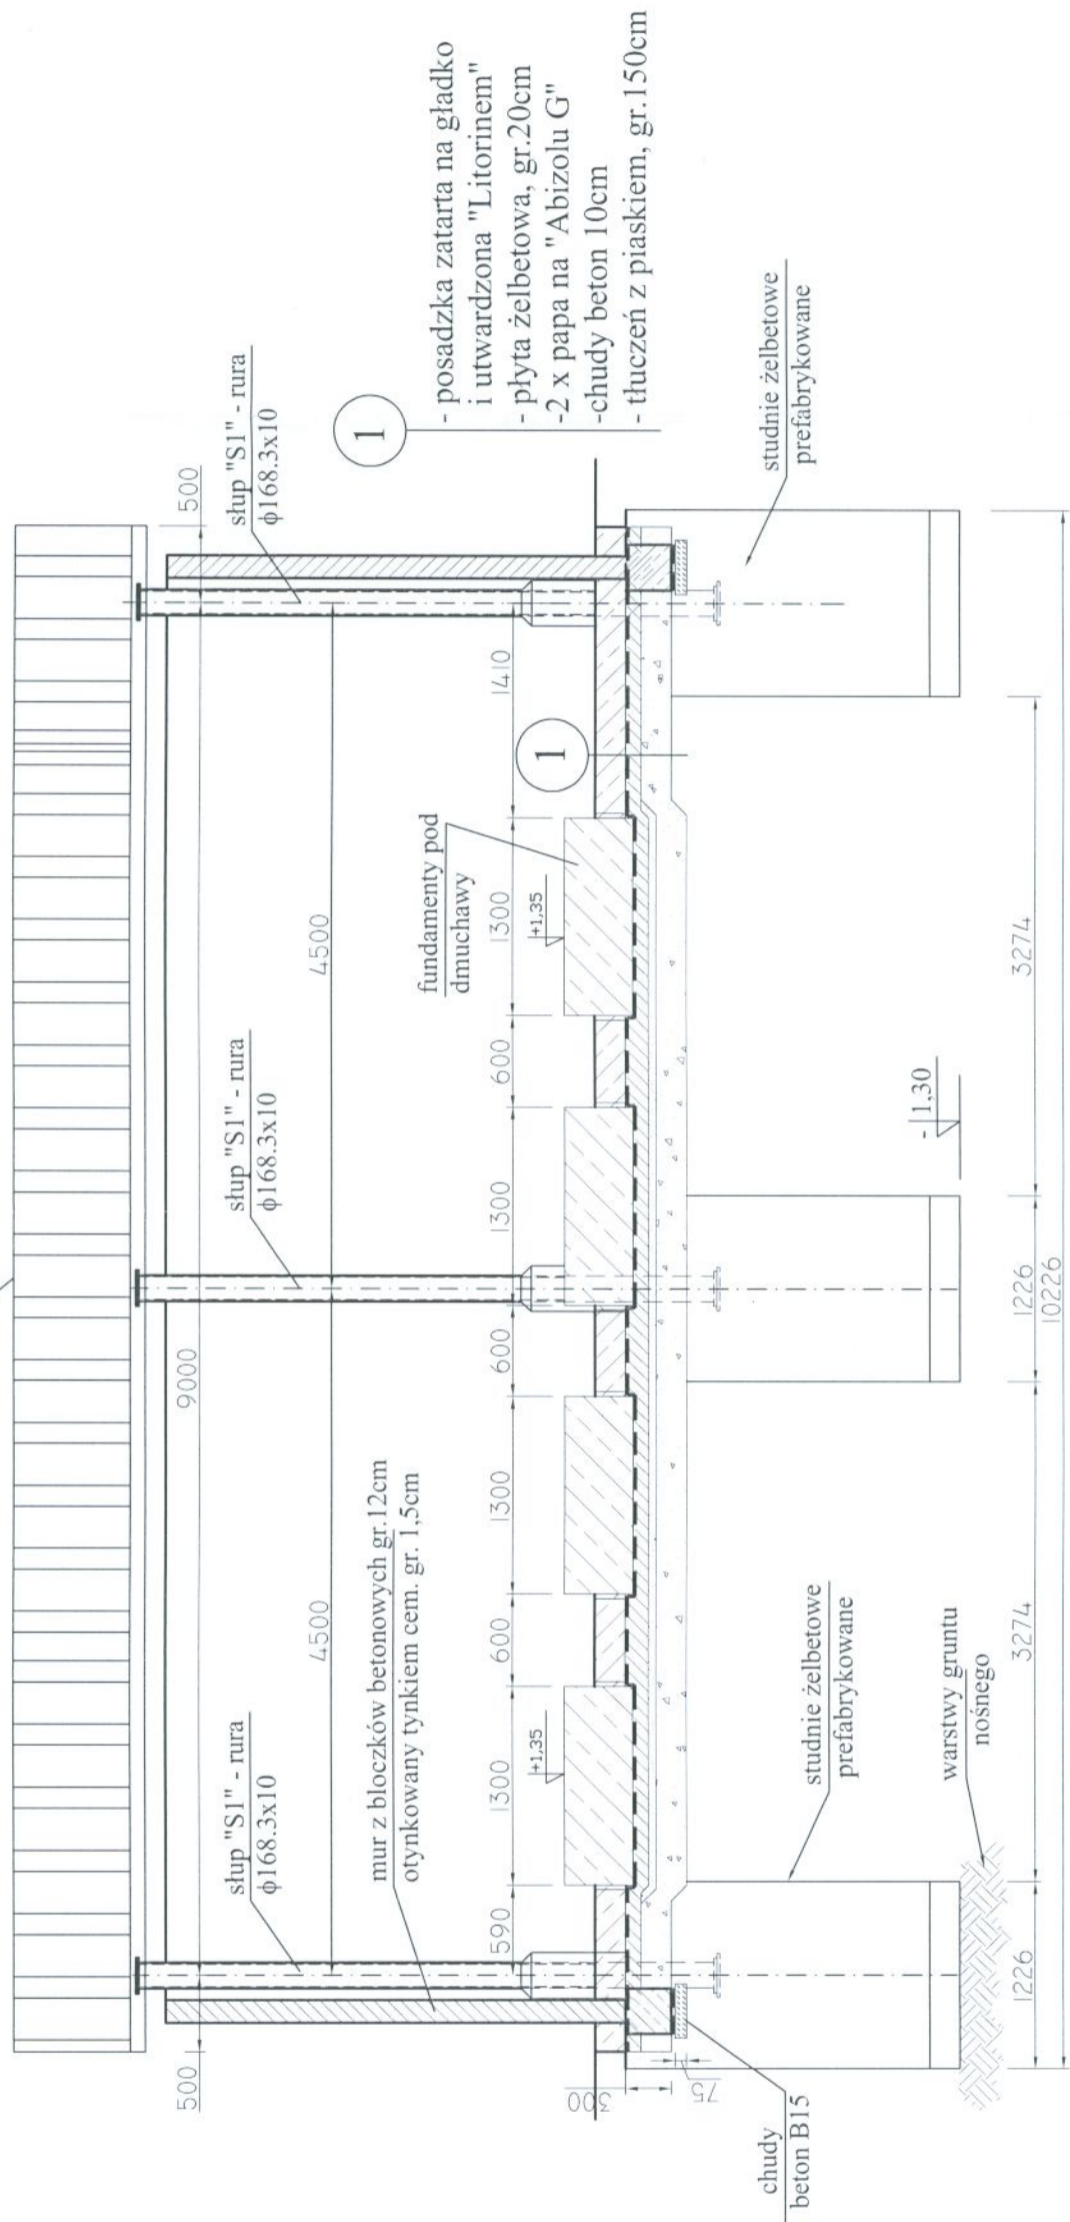 500
9000
500
słup "S1" - rura
ϕ168.3x10
słup "S1" - rura
ϕ168.3x10
słup "S1" - rura
ϕ168.3x10
4500
4500
mur z bloczków betonowych gr.12cm
otynkowany tynkiem cem. gr. 1,5cm
fundamenty pod
dmuchawy
590
1300
600
1300
600
1300
600
1300
1410
+1,35
+1,35
1
1
- posadzka zatarta na gładko
i utwardzona "Litorinem"
- płyta żelbetowa, gr.20cm
-2 x papa na "Abizolu G"
-chudy beton 10cm
- tłuczeń z piaskiem, gr.150cm
300
75
chudy
beton B15
studnie żelbetowe
prefabrykowane
studnie żelbetowe
prefabrykowane
warstwy gruntu
nośnego
- 1,30
1226
3274
1226
3274
10226